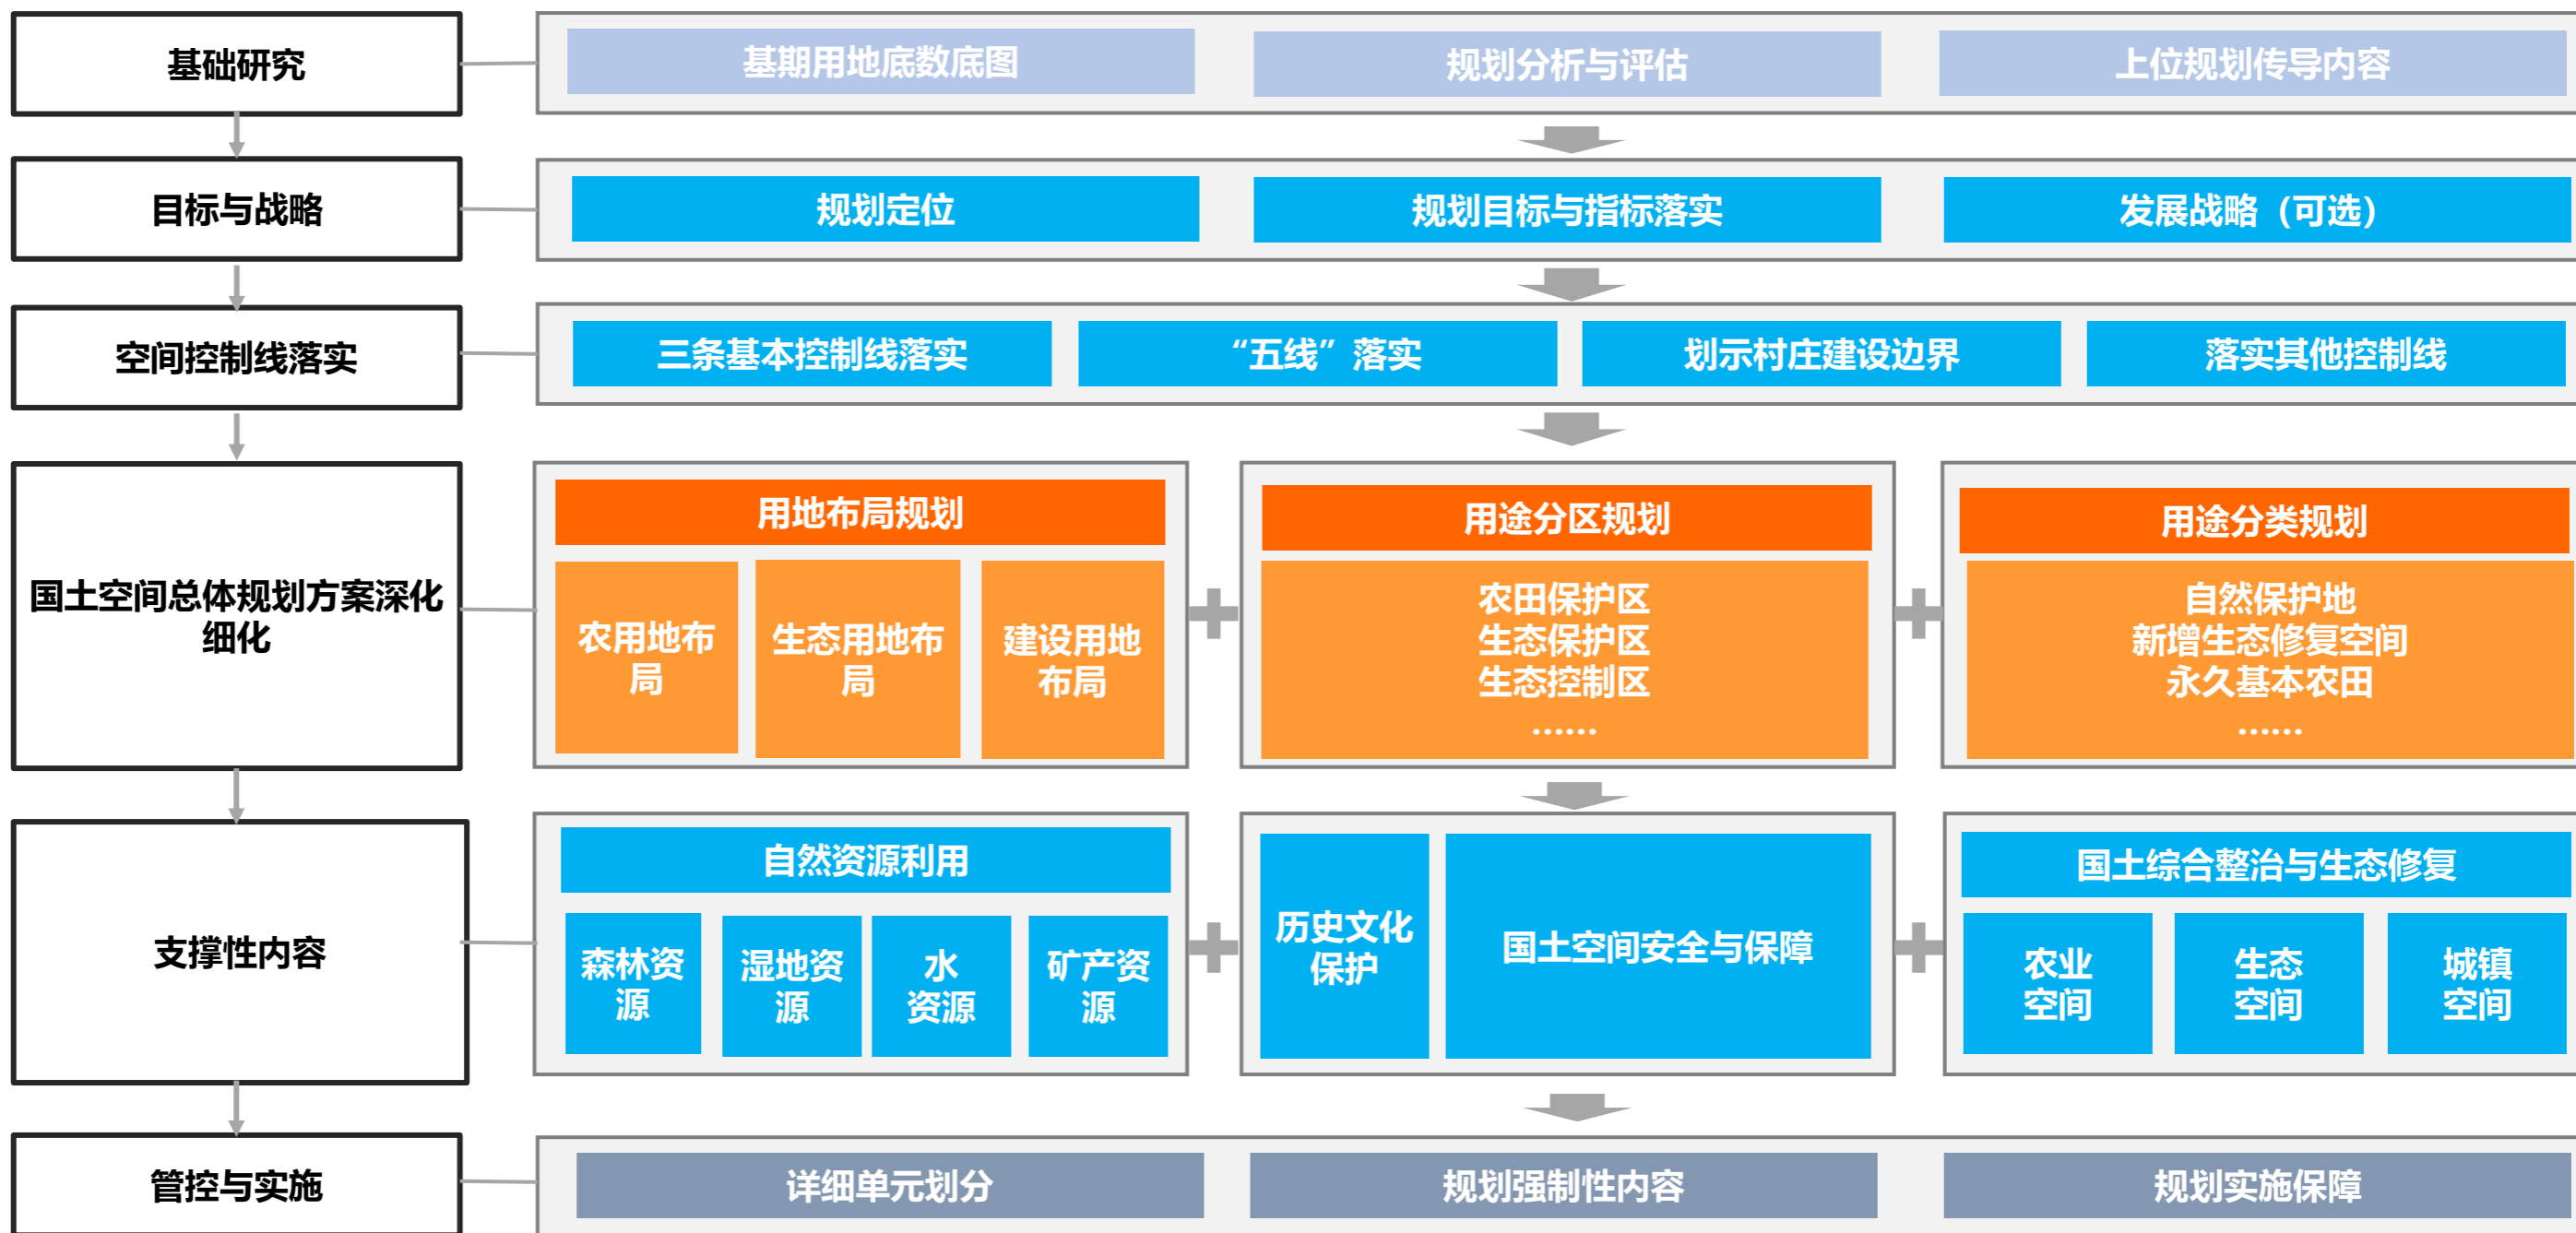 基础研究
基期用地底数底图
规划分析与评估
上位规划传导内容
目标与战略
规划定位
规划目标与指标落实
发展战略（可选）
空间控制线落实
三条基本控制线落实
“五线”落实
划示村庄建设边界
落实其他控制线
国土空间总体规划方案深化
细化
用地布局规划
农用地布
局
生态用地布
局
建设用地
布局
用途分区规划
农田保护区
生态保护区
生态控制区
......
用途分类规划
自然保护地
新增生态修复空间
永久基本农田
......
支撑性内容
自然资源利用
森林资
源
湿地资
源
水
资源
矿产资
源
历史文化
保护
国土空间安全与保障
国土综合整治与生态修复
农业
空间
生态
空间
城镇
空间
管控与实施
详细单元划分
规划强制性内容
规划实施保障